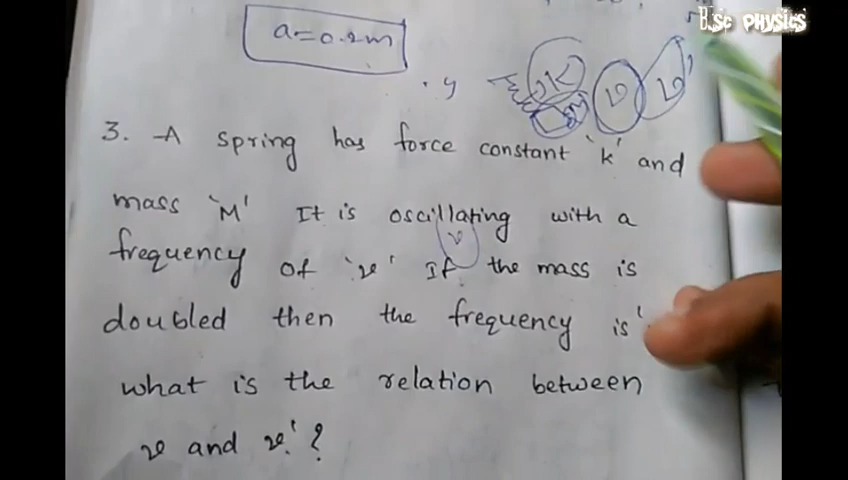 B.Sc PHYSICS
a=0.2m
3. A spring has force constant 'k' and
mass 'M' It is oscillating with a
frequency of 'ν' If the mass is
doubled then the frequency is'
what is the relation between
ν and ν'?